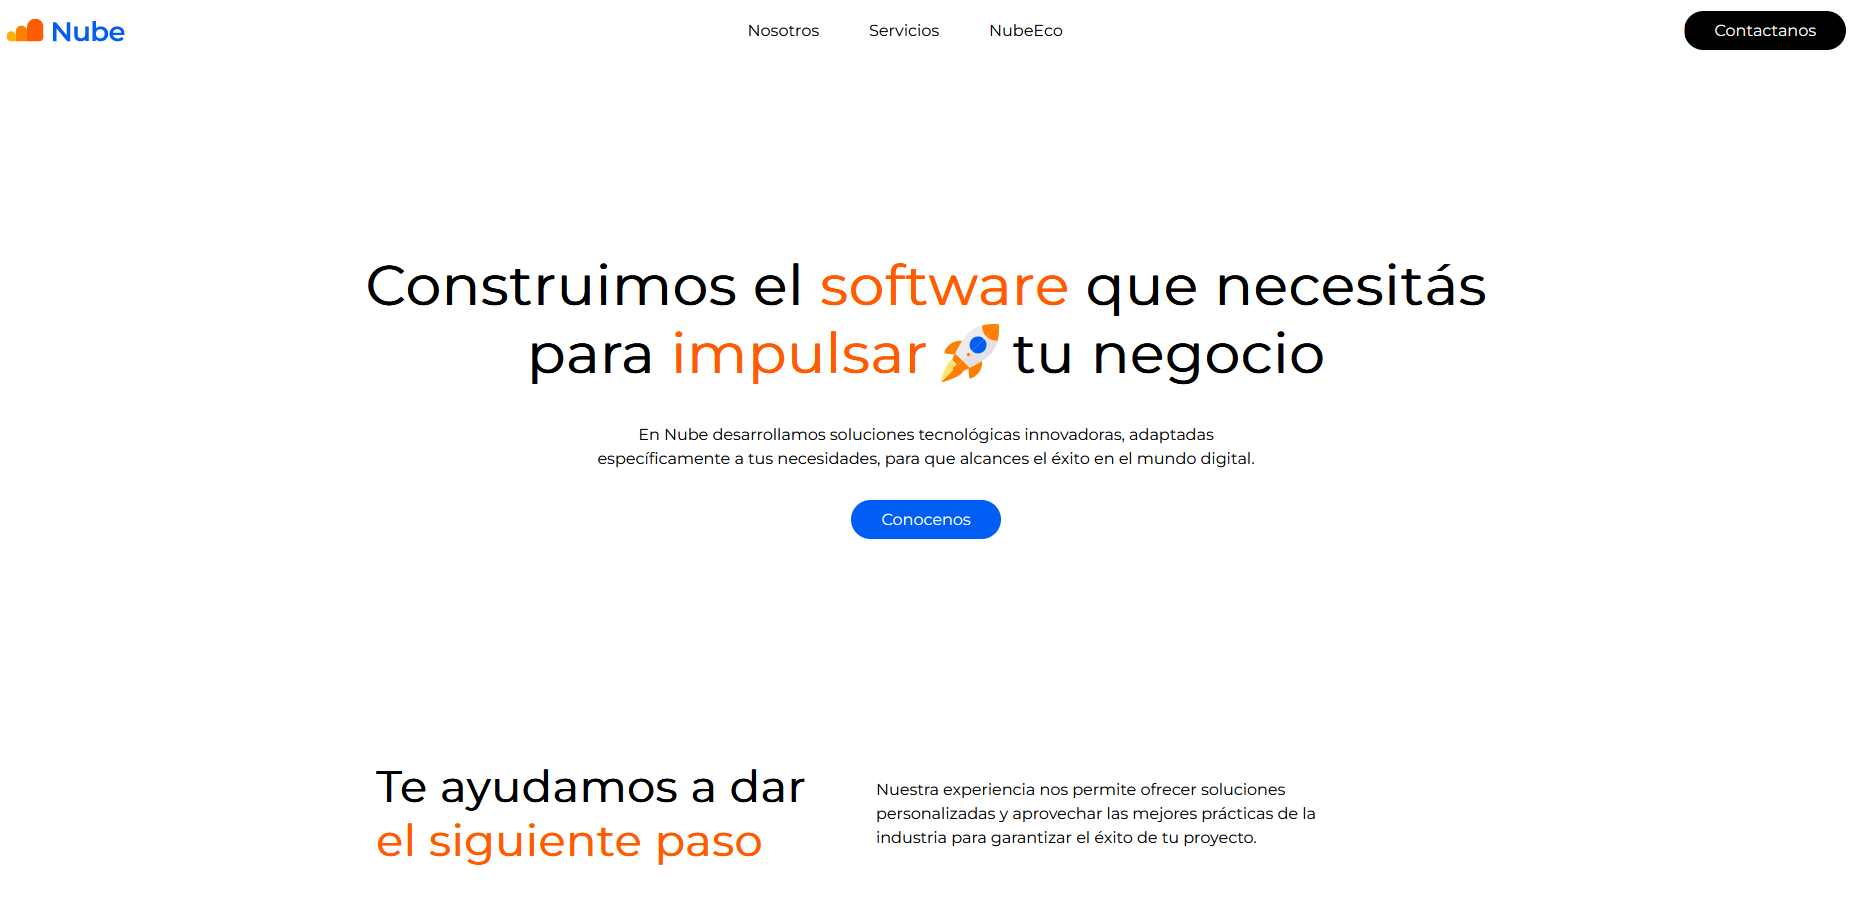 Nube
Nosotros
Servicios
NubeEco
Contactanos
Construimos el software que necesitás
para impulsar tu negocio
En Nube desarrollamos soluciones tecnológicas innovadoras, adaptadas
específicamente a tus necesidades, para que alcances el éxito en el mundo digital.
Conocenos
Te ayudamos a dar
el siguiente paso
Nuestra experiencia nos permite ofrecer soluciones
personalizadas y aprovechar las mejores prácticas de la
industria para garantizar el éxito de tu proyecto.